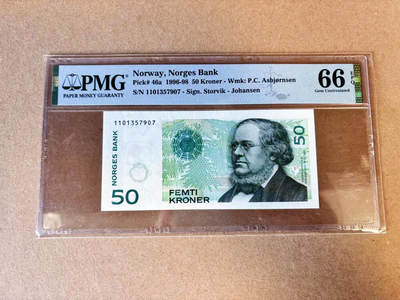 PMG
PAPER MONEY GUARANTY
Norway, Norges Bank
Pick# 46a 1996-98 50 Kroner - Wmk: P.C. Asbjørnsen
S/N 1101357907 - Sign. Storvik - Johansen
66 EPQ
Gem Uncirculated
1101357907
NORGES BANK
50
50
FEMTI
KRONER